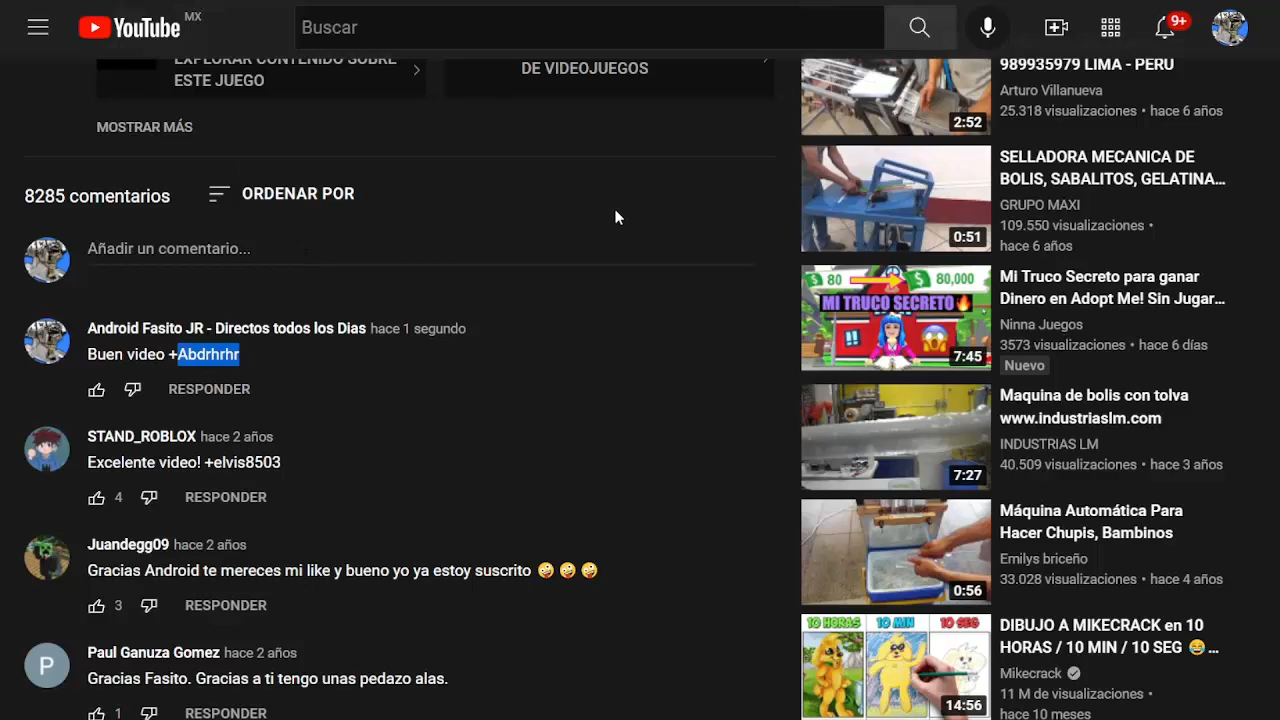 YouTube MX
Buscar
9+
EXPLORAR CONTENIDO SOBRE
ESTE JUEGO
DE VIDEOJUEGOS
MOSTRAR MÁS
8285 comentarios
ORDENAR POR
Añadir un comentario...
Android Fasito JR - Directos todos los Dias hace 1 segundo
Buen video +Abdrhrhr
RESPONDER
STAND_ROBLOX hace 2 años
Excelente video! +elvis8503
4 RESPONDER
Juandegg09 hace 2 años
Gracias Android te mereces mi like y bueno yo ya estoy suscrito 🤪 🤪 🤪
3 RESPONDER
P
Paul Ganuza Gomez hace 2 años
Gracias Fasito. Gracias a ti tengo unas pedazo alas.
1 RESPONDER
2:52
989935979 LIMA - PERU
Arturo Villanueva
25.318 visualizaciones • hace 6 años
0:51
SELLADORA MECANICA DE
BOLIS, SABALITOS, GELATINA...
GRUPO MAXI
109.550 visualizaciones •
hace 6 años
$ 80
$ 80,000
MI TRUCO SECRETO🔥
7:45
Mi Truco Secreto para ganar
Dinero en Adopt Me! Sin Jugar...
Ninna Juegos
3573 visualizaciones • hace 6 días
Nuevo
7:27
Maquina de bolis con tolva
www.industriaslm.com
INDUSTRIAS LM
40.509 visualizaciones • hace 3 años
0:56
Máquina Automática Para
Hacer Chupis, Bambinos
Emilys briceño
33.028 visualizaciones • hace 4 años
10 HORAS
10 MIN
10 SEG
14:56
DIBUJO A MIKECRACK en 10
HORAS / 10 MIN / 10 SEG 😂...
Mikecrack
11 M de visualizaciones •
hace 10 meses